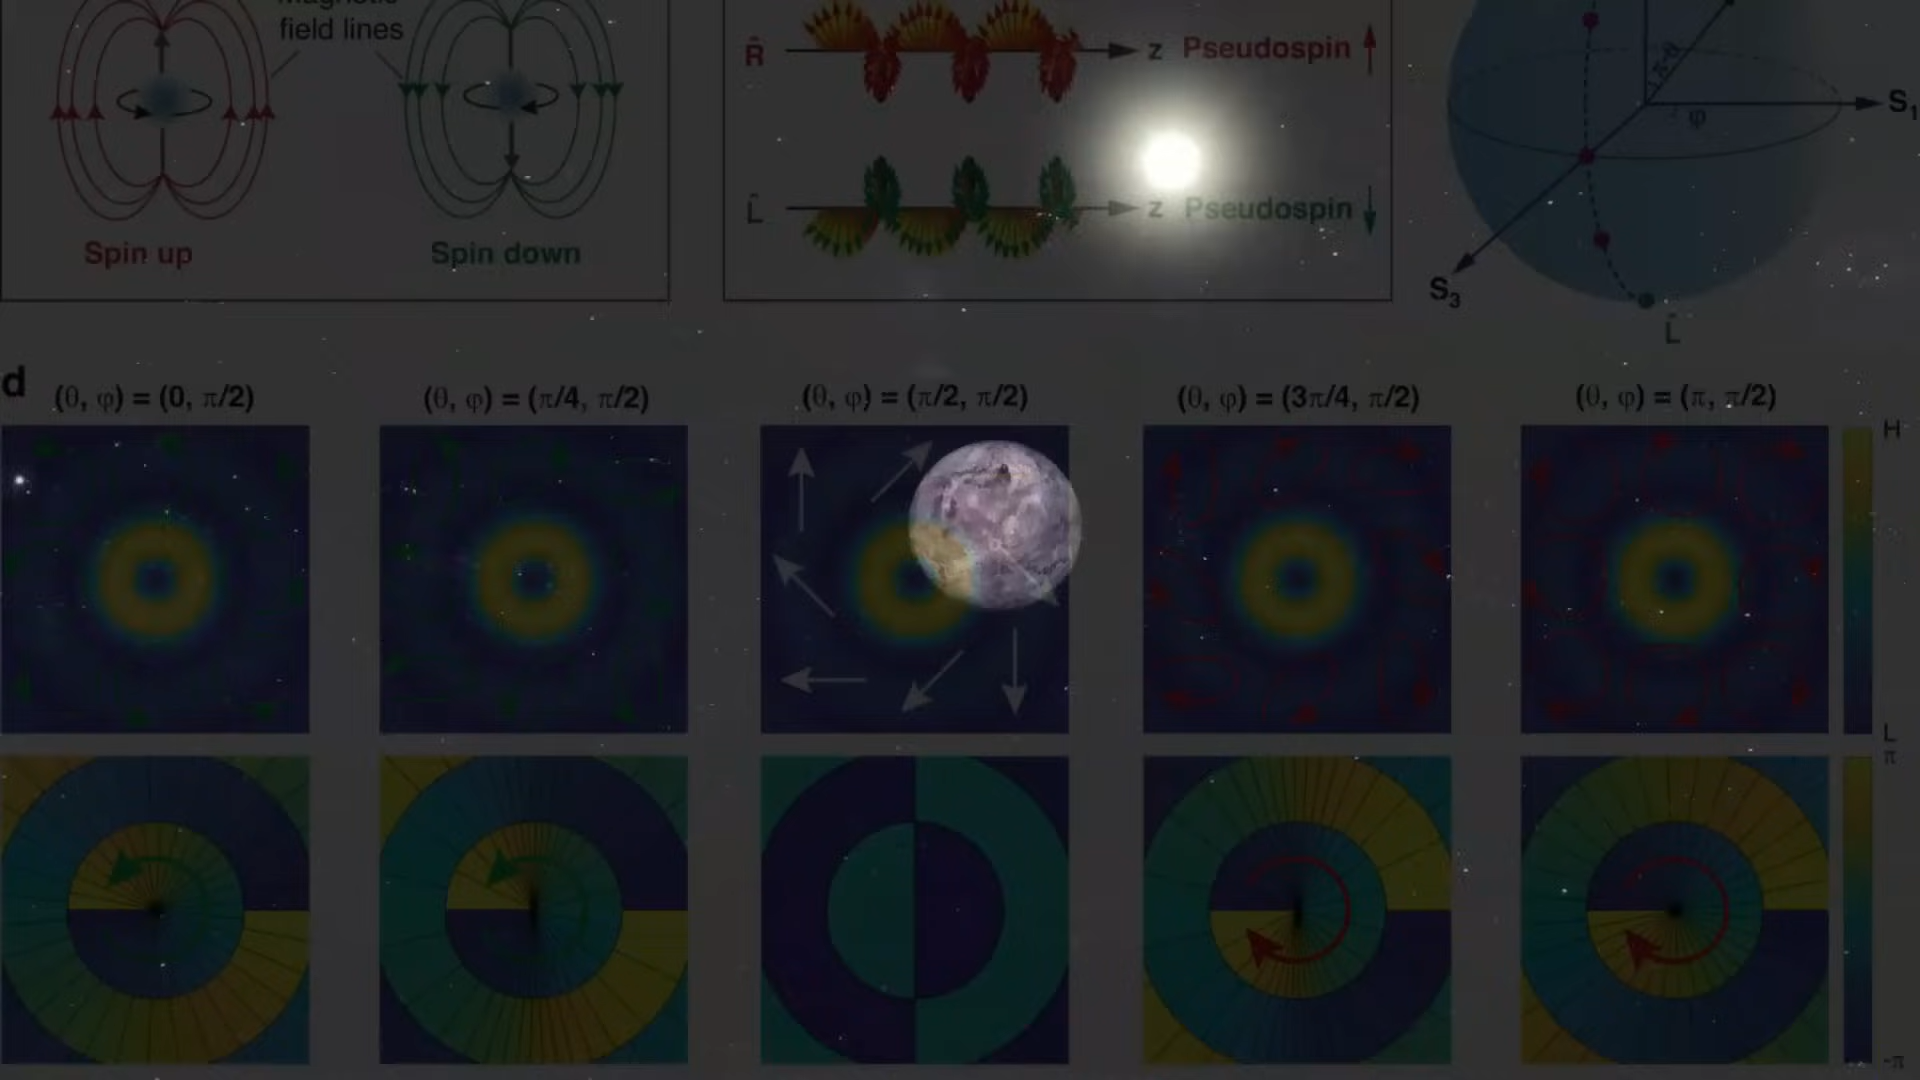 Magnetic
field lines
Spin up
Spin down
R̂
z
Pseudospin
L̂
z
Pseudospin
φ
S1
S3
L̂
d
(θ, φ) = (0, π/2)
(θ, φ) = (π/4, π/2)
(θ, φ) = (π/2, π/2)
(θ, φ) = (3π/4, π/2)
(θ, φ) = (π, π/2)
H
L
π
-π